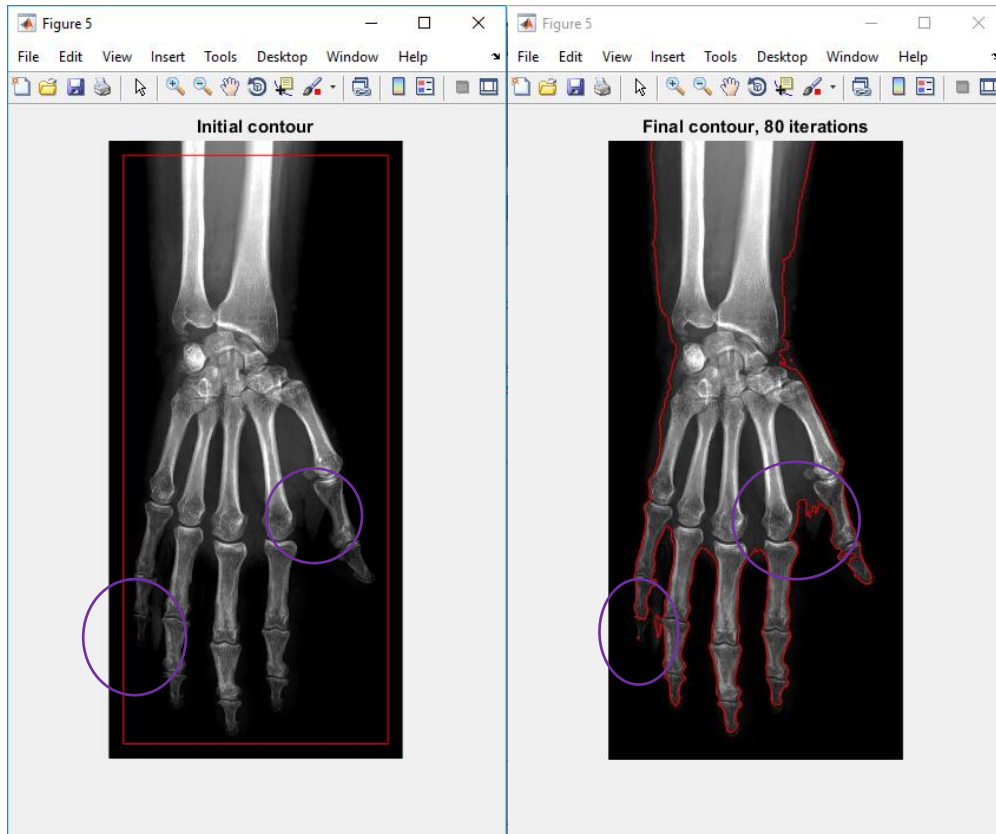 Figure 5
File Edit View Insert Tools Desktop Window Help
Initial contour
Figure 5
File Edit View Insert Tools Desktop Window Help
Final contour, 80 iterations